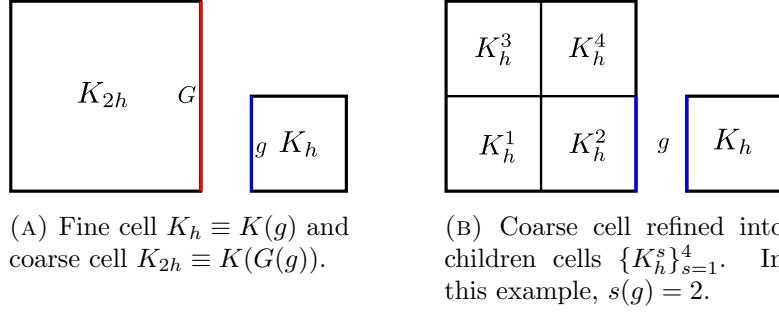 K_{2h}
G
g
K_h
K_h^3
K_h^4
K_h^1
K_h^2
g
K_h
(A) Fine cell K_h ≡ K(g) and
coarse cell K_{2h} ≡ K(G(g)).
(B) Coarse cell refined into
children cells {K_h^s}_{s=1}^4. In
this example, s(g) = 2.